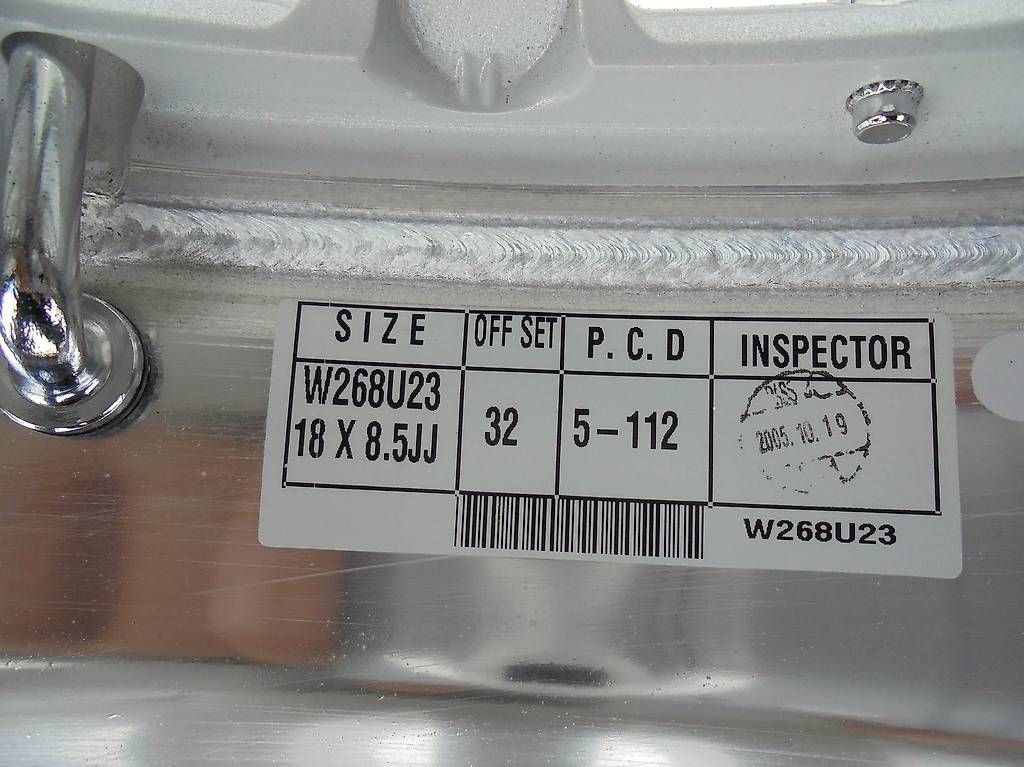 SIZE OFF SET P. C. D INSPECTOR
W268U23
18 X 8.5JJ 32 5-112
2005.10.19
W268U23